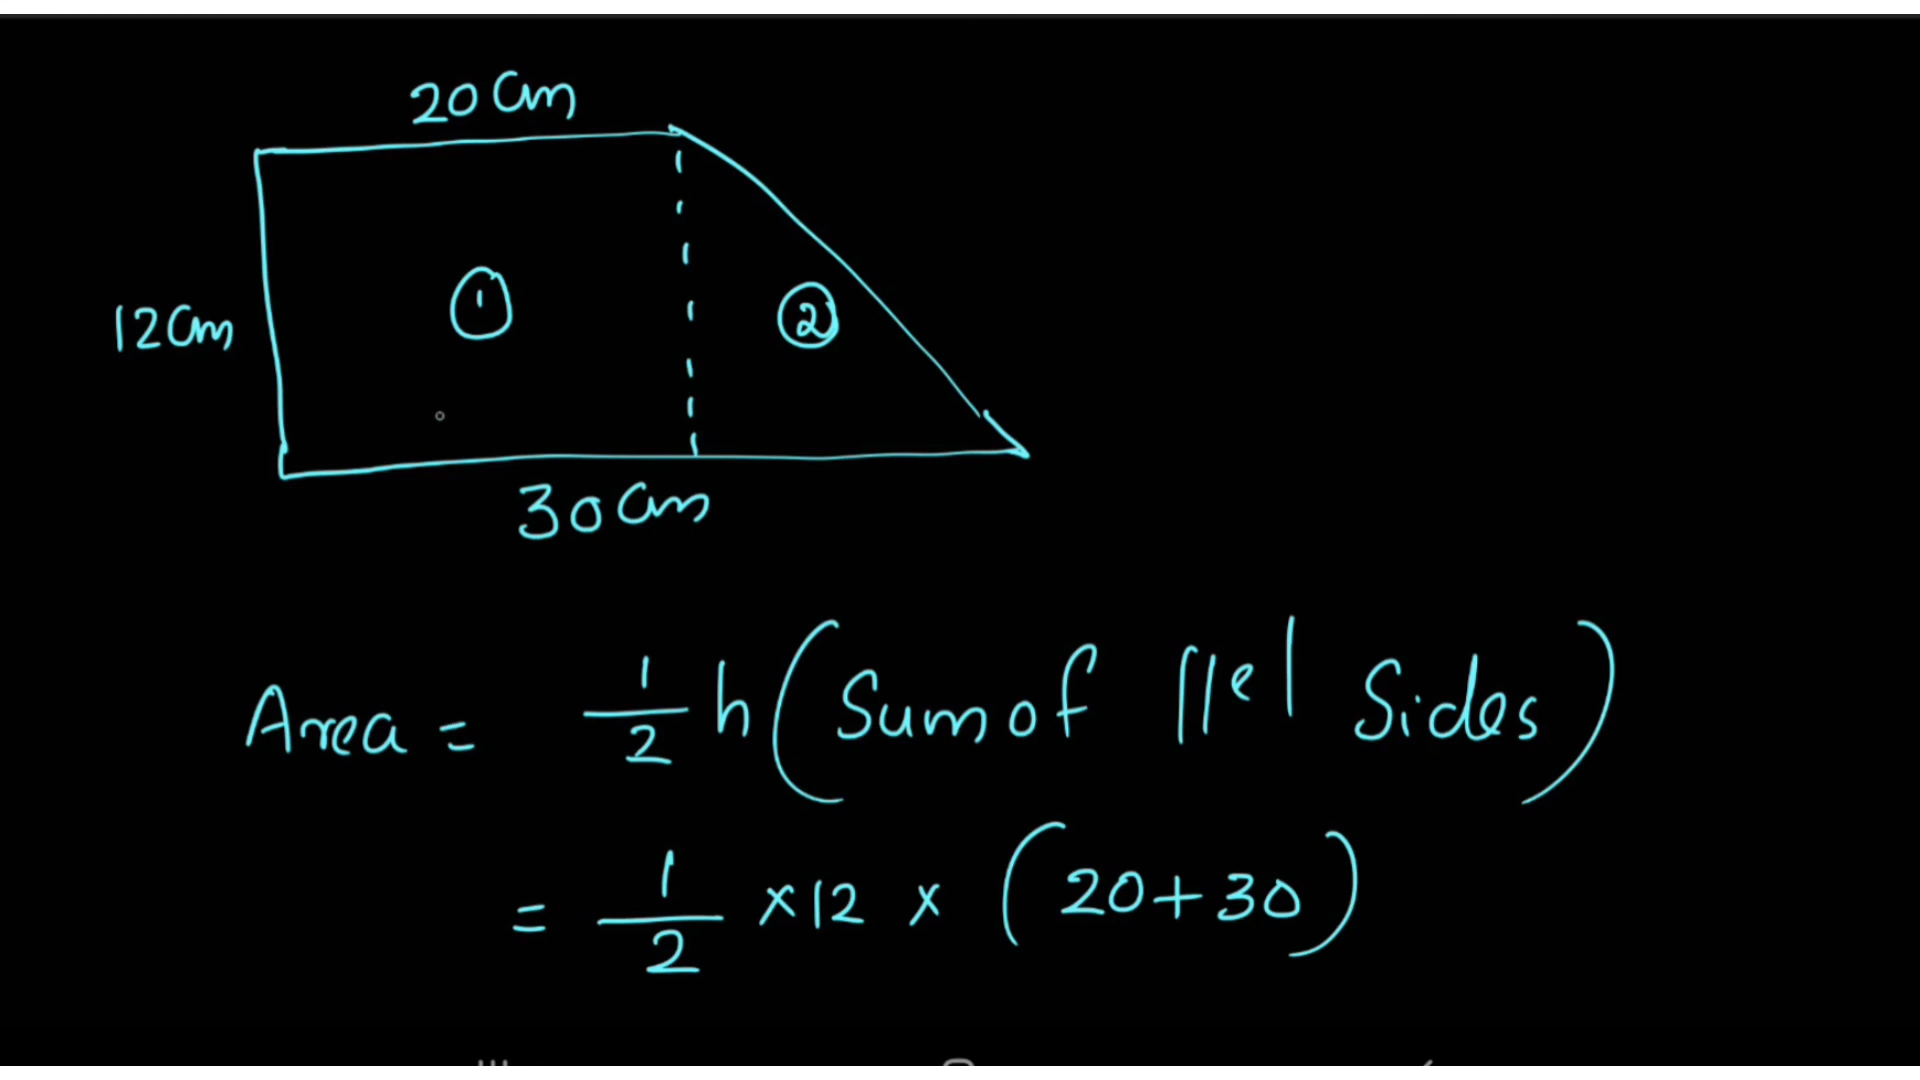 20 Cm
12 Cm
1
2
30 Cm
Area = 1/2 h (Sum of ||el Sides)
= 1/2 × 12 × (20+30)